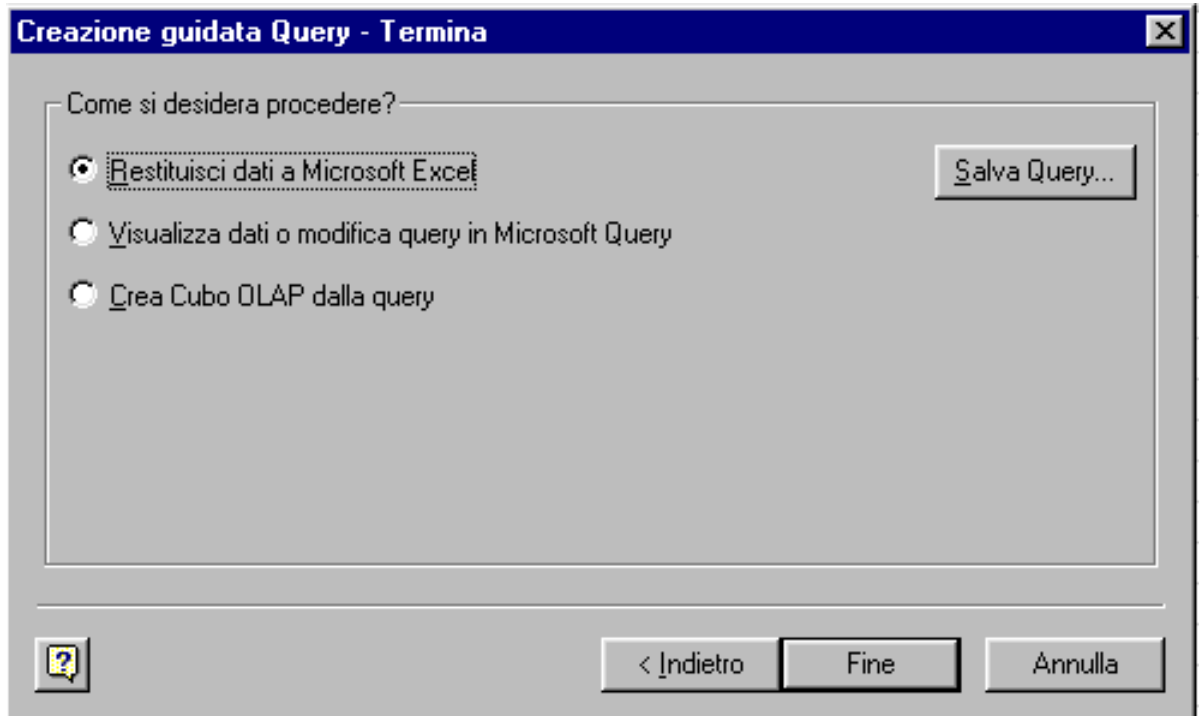 Creazione guidata Query - Termina
Come si desidera procedere?
Restituisci dati a Microsoft Excel
Salva Query...
Visualizza dati o modifica query in Microsoft Query
Crea Cubo OLAP dalla query
?
< Indietro
Fine
Annulla